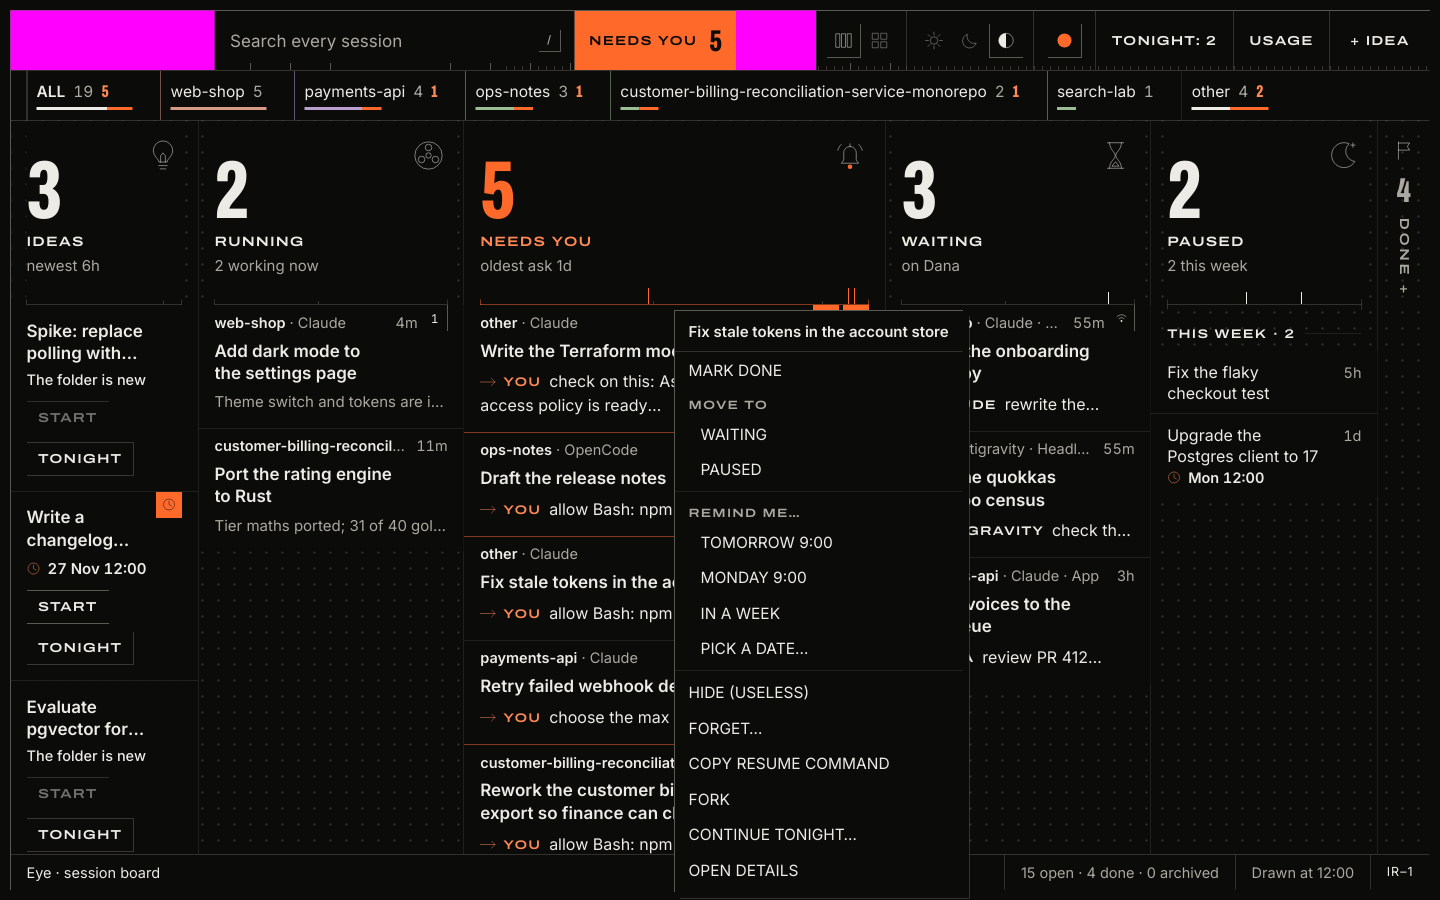 Search every session
/
NEEDS YOU 5
TONIGHT: 2
USAGE
+ IDEA
ALL 19 5
web-shop 5
payments-api 4 1
ops-notes 3 1
customer-billing-reconciliation-service-monorepo 2 1
search-lab 1
other 4 2
3
IDEAS
newest 6h
Spike: replace
polling with…
The folder is new
START
TONIGHT
Write a
changelog…
27 Nov 12:00
START
TONIGHT
Evaluate
pgvector for…
The folder is new
START
TONIGHT
2
RUNNING
2 working now
web-shop · Claude 4m 1
Add dark mode to
the settings page
Theme switch and tokens are i…
customer-billing-reconcil… 11m
Port the rating engine
to Rust
Tier maths ported; 31 of 40 gol…
5
NEEDS YOU
oldest ask 1d
other · Claude
Write the Terraform
→ YOU check on this:
access policy is ready…
ops-notes · OpenCode
Draft the release notes
→ YOU allow Bash: npm
other · Claude
Fix stale tokens in the
→ YOU allow Bash: npm
payments-api · Claude
Retry failed webhook
→ YOU choose the max
Rework the customer
export so finance can
→ YOU allow Bash: npm
Fix stale tokens in the account store
MARK DONE
MOVE TO
WAITING
PAUSED
REMIND ME…
TOMORROW 9:00
MONDAY 9:00
IN A WEEK
PICK A DATE…
HIDE (USELESS)
FORGET…
COPY RESUME COMMAND
FORK
CONTINUE TONIGHT…
OPEN DETAILS
3
WAITING
on Dana
· Claude · … 55m
the onboarding
rewrite the…
· Headl… 55m
quokkas
census
check th…
· Claude · App 3h
voices to the
review PR 412…
2
PAUSED
2 this week
THIS WEEK · 2
Fix the flaky 5h
checkout test
Upgrade the 1d
Postgres client to 17
Mon 12:00
4 DONE +
Eye · session board
15 open · 4 done · 0 archived
Drawn at 12:00
IR–1